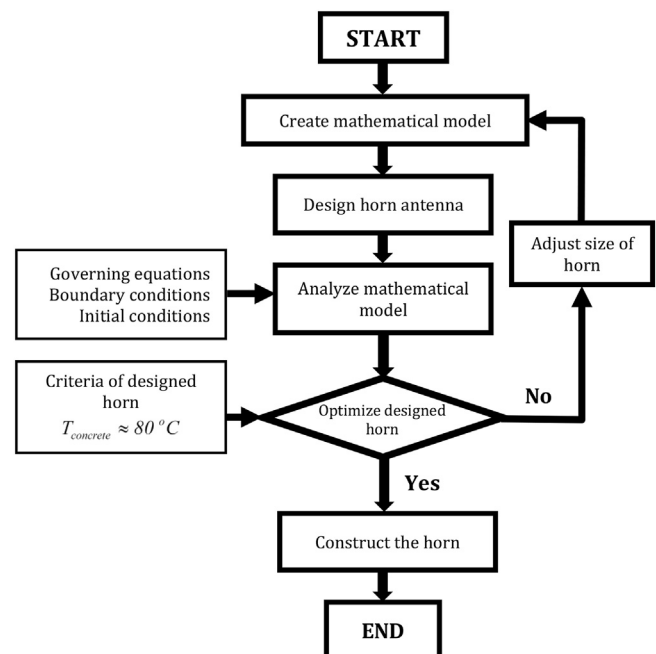 START
Create mathematical model
Design horn antenna
Adjust size of
horn
Governing equations
Boundary conditions
Initial conditions
Analyze mathematical
model
Criteria of designed
horn
T_concrete ≈ 80 °C
Optimize designed
horn
No
Yes
Construct the horn
END